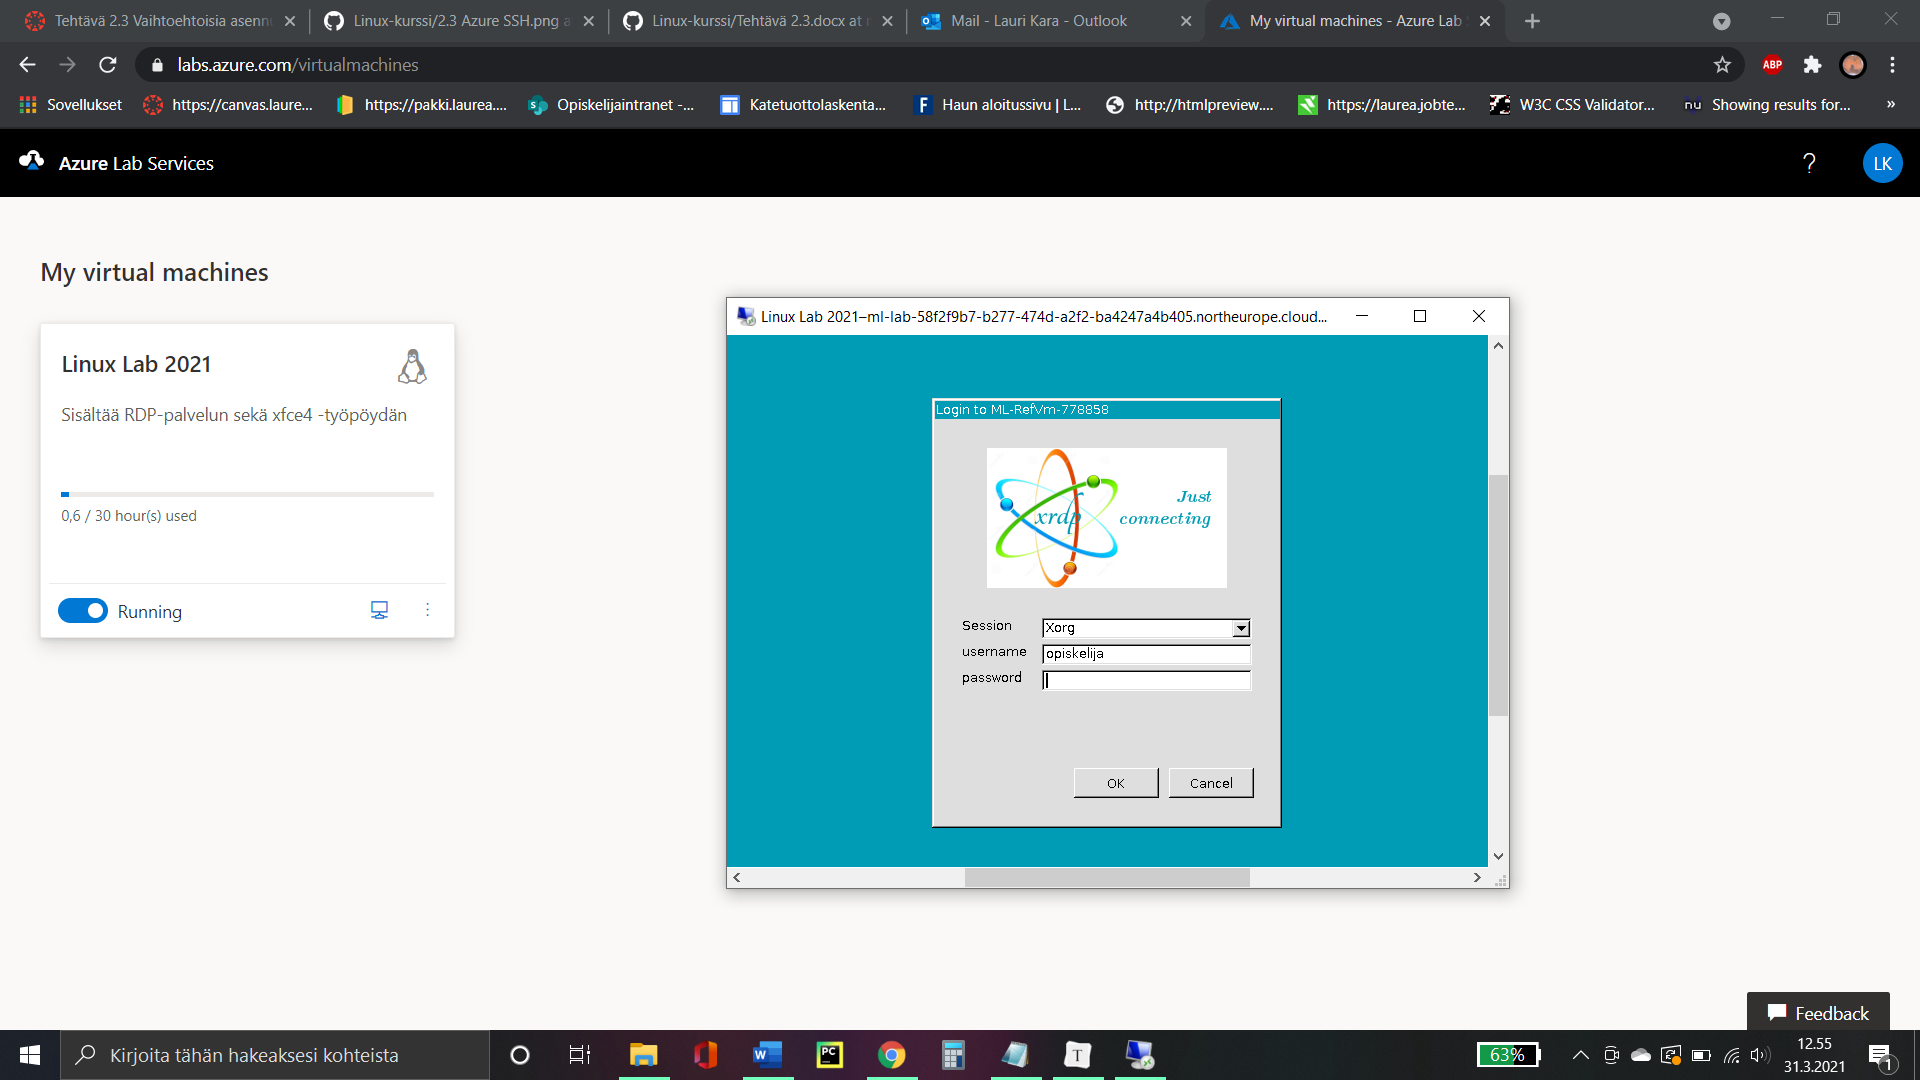 Tehtävä 2.3 Vaihtoehtoisia asennu
Linux-kurssi/2.3 Azure SSH.png a
Linux-kurssi/Tehtävä 2.3.docx at
Mail - Lauri Kara - Outlook
My virtual machines - Azure Lab
labs.azure.com/virtualmachines
ABP
Sovellukset
https://canvas.laure...
https://pakki.laurea....
Opiskelijaintranet -...
Katetuottolaskenta...
Haun aloitussivu | L...
http://htmlpreview....
https://laurea.jobte...
W3C CSS Validator...
nu
Showing results for...
»
Azure Lab Services
?
LK
My virtual machines
Linux Lab 2021
Sisältää RDP-palvelun sekä xfce4 -työpöydän
0,6 / 30 hour(s) used
Running
Linux Lab 2021–ml-lab-58f2f9b7-b277-474d-a2f2-ba4247a4b405.northeurope.cloud...
Login to ML-RefVm-778858
xrdp
Just
connecting
Session
Xorg
username
opiskelija
password
OK
Cancel
Feedback
Kirjoita tähän hakeaksesi kohteista
63%
12.55
31.3.2021
1